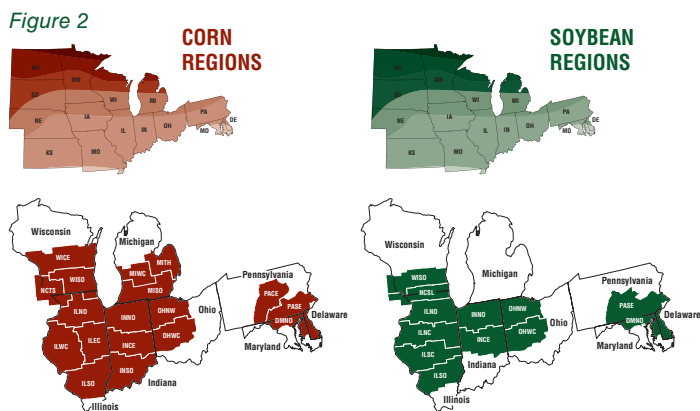 Figure 2
CORN
REGIONS
ND
MN
SD
WI
MI
NE
IA
PA
DE
IL
IN
OH
MD
KS
MO
Wisconsin
Michigan
WICE
MITH
MIWC
WISO
MISO
NCTS
Pennsylvania
PACE
ILNO
INNO
OHNW
Ohio
PASE
Delaware
DMNO
ILWC
ILEC
INCE
OHWC
Maryland
INSO
ILSO
Indiana
Illinois
SOYBEAN
REGIONS
ND
MN
SD
WI
MI
NE
IA
PA
DE
IL
IN
OH
MD
KS
MO
Wisconsin
Michigan
WISO
NCSL
Pennsylvania
ILNO
INNO
OHNW
Ohio
PASE
Delaware
DMNO
ILNC
INCE
OHWC
Maryland
ILSC
Indiana
ILSO
Illinois